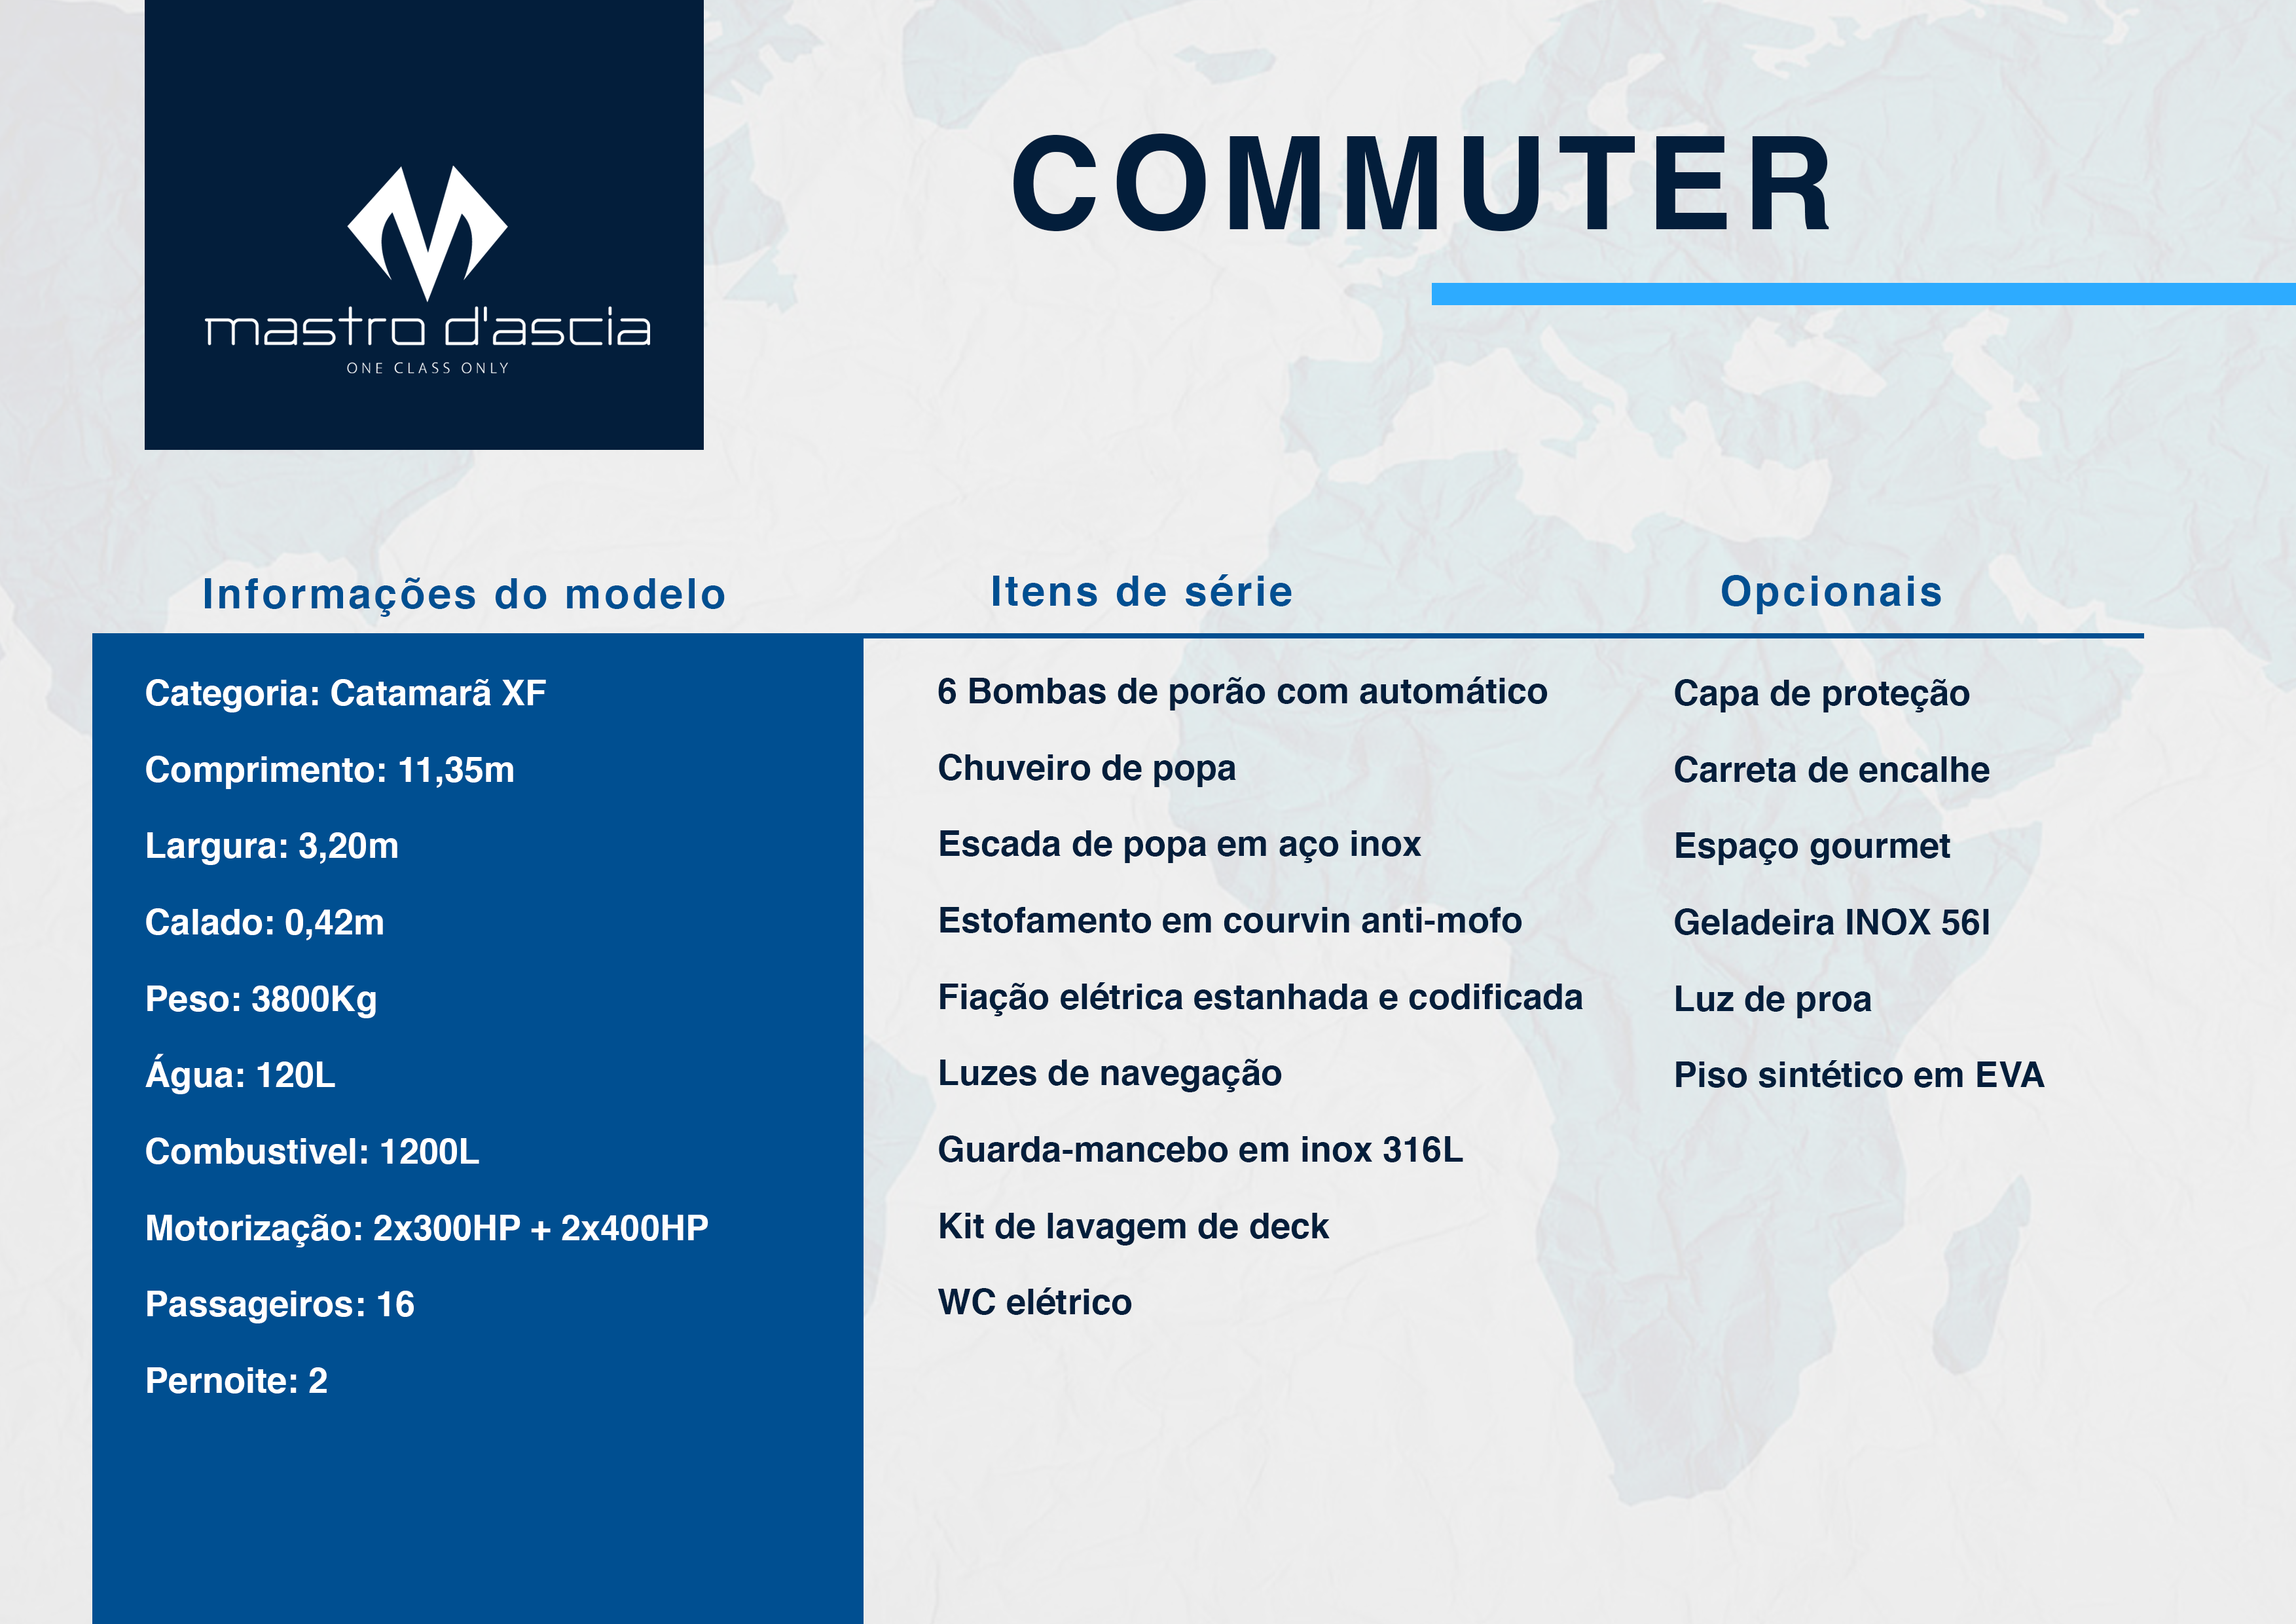 mastro d'ascia
ONE CLASS ONLY
COMMUTER
Informações do modelo
Categoria: Catamarã XF
Comprimento: 11,35m
Largura: 3,20m
Calado: 0,42m
Peso: 3800Kg
Água: 120L
Combustivel: 1200L
Motorização: 2x300HP + 2x400HP
Passageiros: 16
Pernoite: 2
Itens de série
6 Bombas de porão com automático
Chuveiro de popa
Escada de popa em aço inox
Estofamento em courvin anti-mofo
Fiação elétrica estanhada e codificada
Luzes de navegação
Guarda-mancebo em inox 316L
Kit de lavagem de deck
WC elétrico
Opcionais
Capa de proteção
Carreta de encalhe
Espaço gourmet
Geladeira INOX 56l
Luz de proa
Piso sintético em EVA